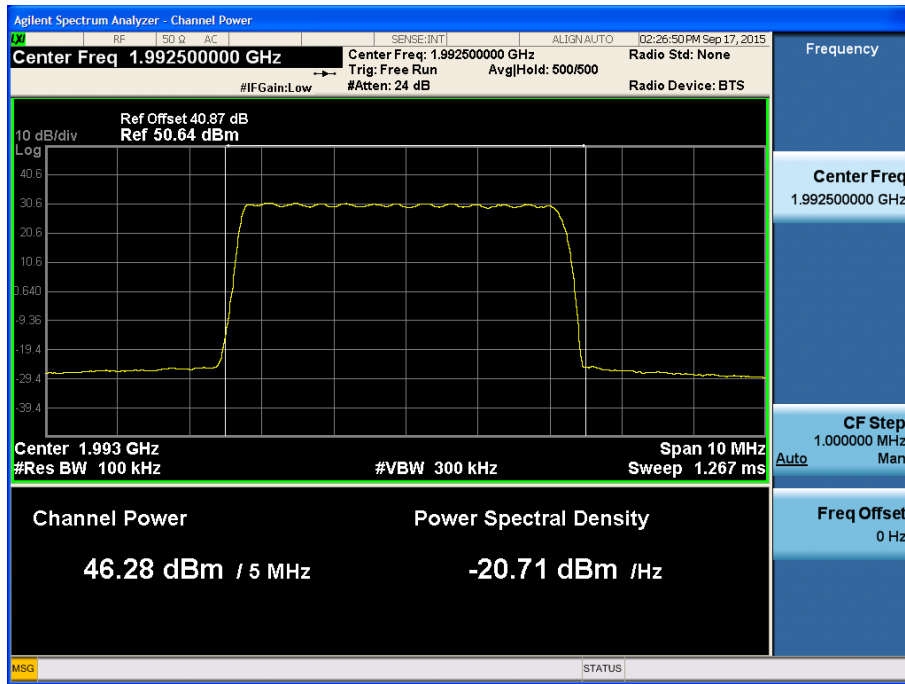 Agilent Spectrum Analyzer - Channel Power
LXI RF 50 Ω AC SENSE:INT ALIGN AUTO 02:26:50 PM Sep 17, 2015
Center Freq 1.992500000 GHz
Center Freq: 1.992500000 GHz
Radio Std: None
Trig: Free Run Avg|Hold: 500/500
#IFGain:Low
#Atten: 24 dB
Radio Device: BTS
Ref Offset 40.87 dB
10 dB/div Ref 50.64 dBm
Log
40.6
30.6
20.6
10.6
0.640
-9.36
-19.4
-29.4
-39.4
Center 1.993 GHz Span 10 MHz
#Res BW 100 kHz #VBW 300 kHz Sweep 1.267 ms
Channel Power Power Spectral Density
46.28 dBm / 5 MHz -20.71 dBm /Hz
Frequency
Center Freq
1.992500000 GHz
CF Step
1.000000 MHz
Auto Man
Freq Offset
0 Hz
MSG STATUS